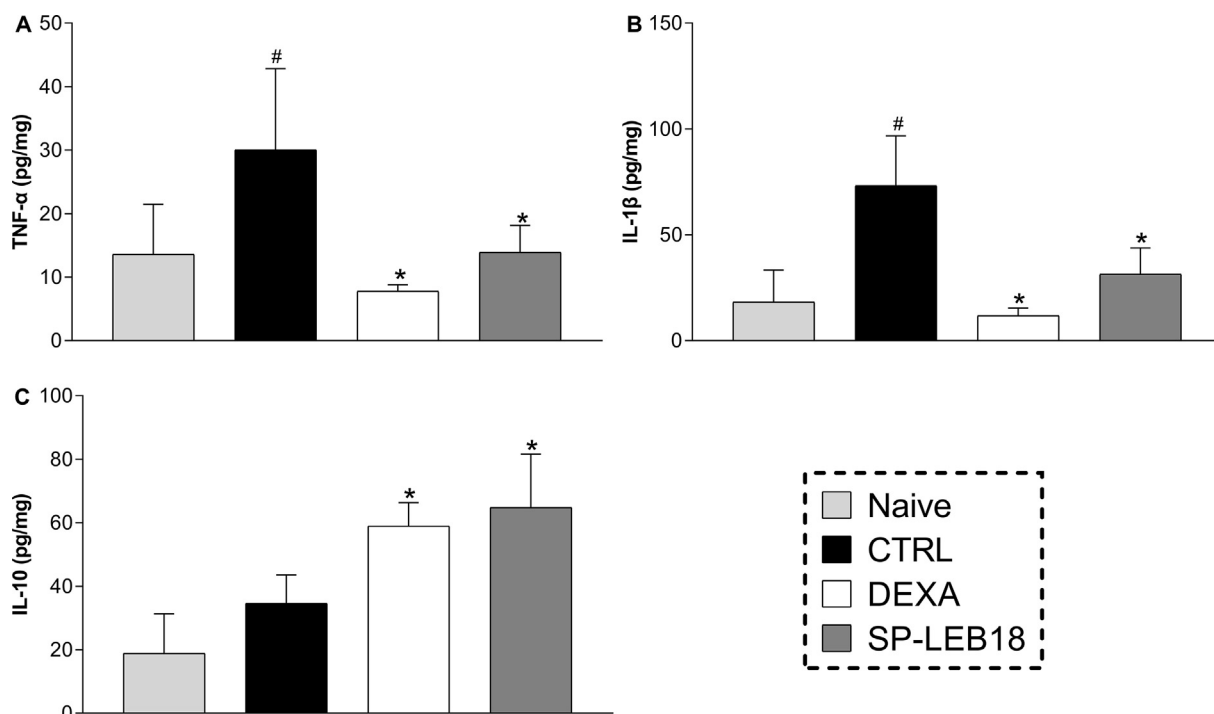 A
TNF-α (pg/mg)
50
40
30
20
10
0
#
*
*
B
IL-1β (pg/mg)
150
100
50
0
#
*
*
C
IL-10 (pg/mg)
100
80
60
40
20
0
*
*
Naive
CTRL
DEXA
SP-LEB18